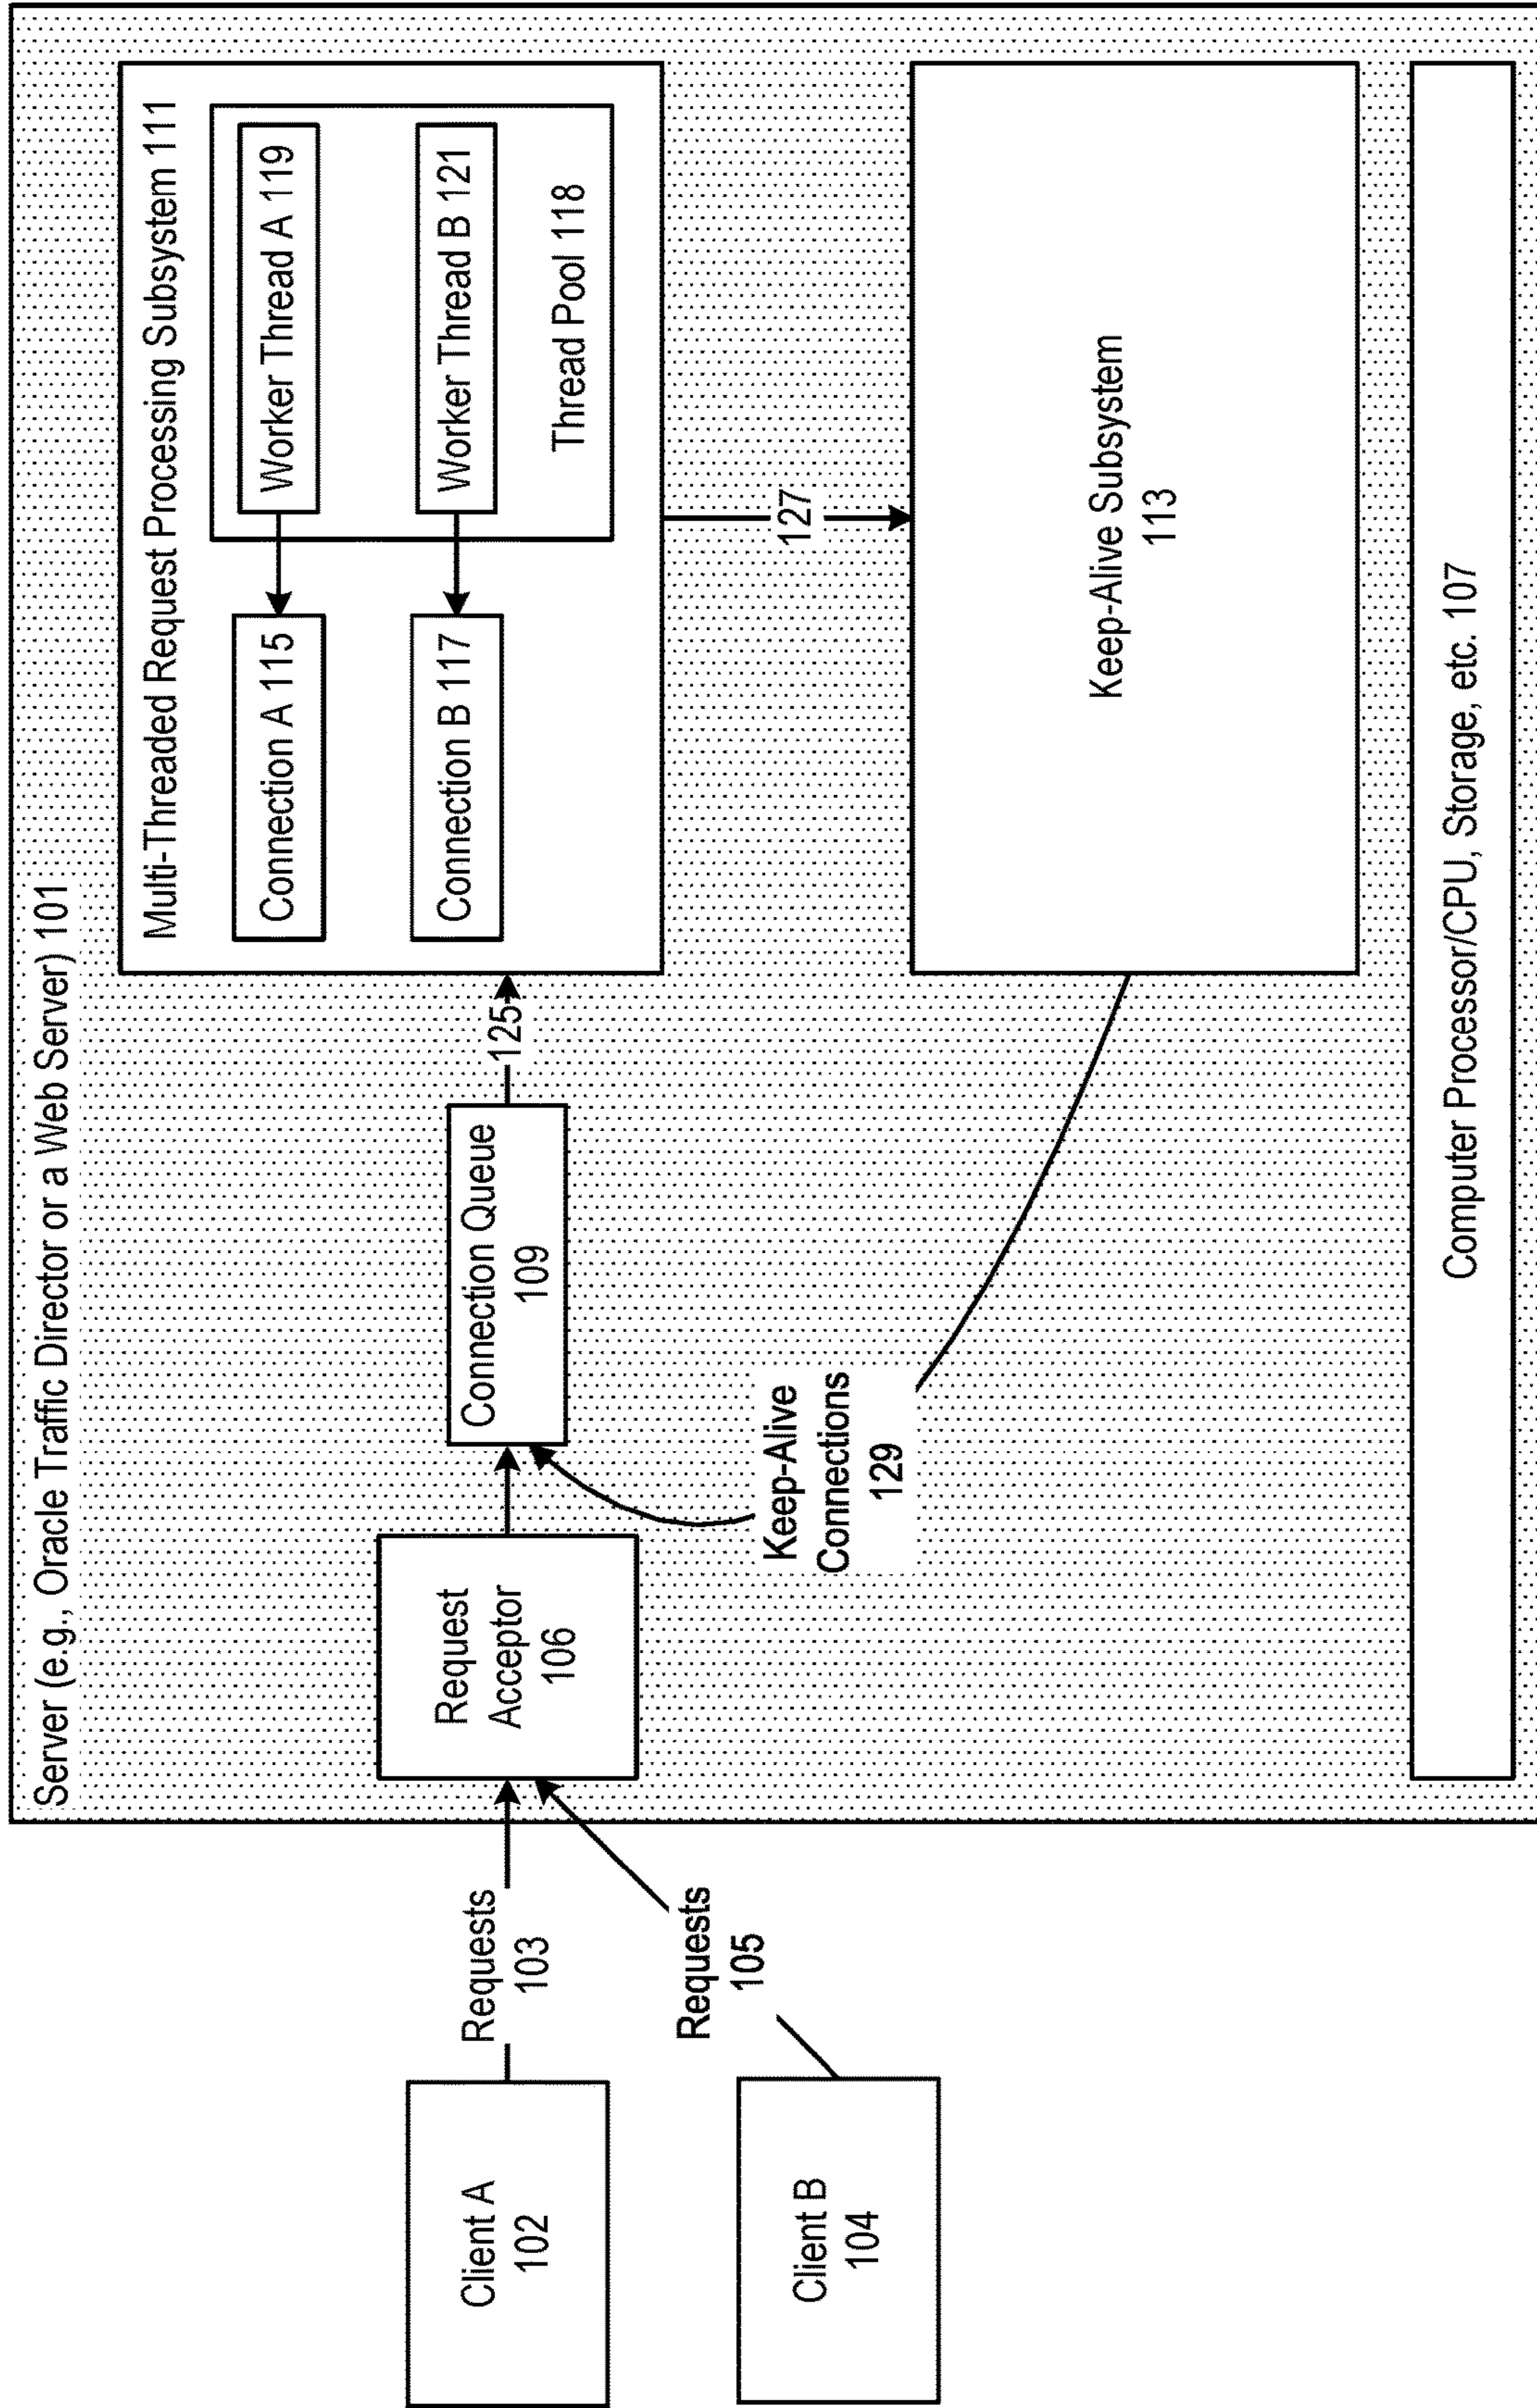 Server (e.g., Oracle Traffic Director or a Web Server) 101
Multi-Threaded Request Processing Subsystem 111
Connection A 115
Worker Thread A 119
Connection B 117
Worker Thread B 121
Thread Pool 118
Client A
102
Requests
103
Request
Acceptor
106
Connection Queue
109
125
Client B
104
Requests
105
Keep-Alive
Connections
129
127
Keep-Alive Subsystem
113
Computer Processor/CPU, Storage, etc. 107